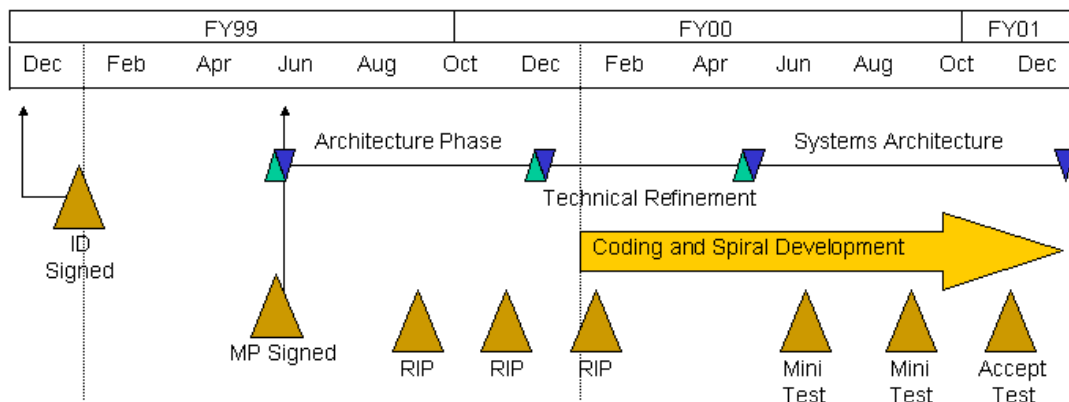 FY99 FY00 FY01
Dec Feb Apr Jun Aug Oct Dec Feb Apr Jun Aug Oct Dec
Architecture Phase
Systems Architecture
Technical Refinement
ID
Signed
Coding and Spiral Development
MP Signed
RIP
RIP
RIP
Mini
Test
Mini
Test
Accept
Test